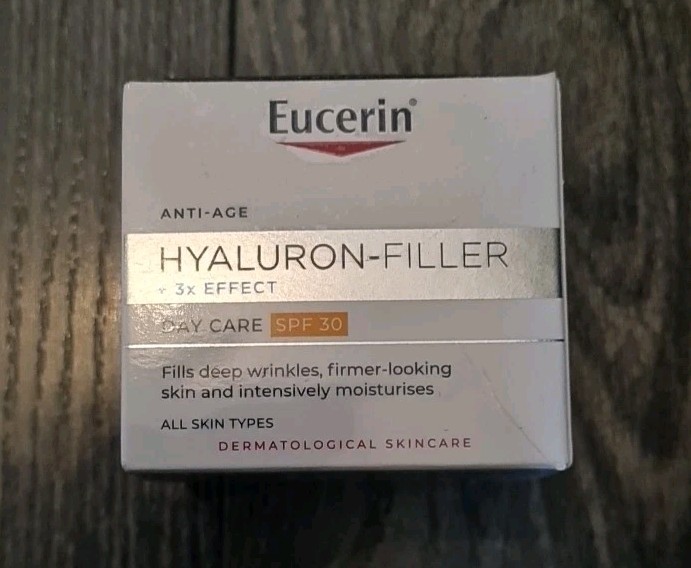 Eucerin®
ANTI-AGE
HYALURON-FILLER
+ 3x EFFECT
DAY CARE SPF 30
Fills deep wrinkles, firmer-looking
skin and intensively moisturises
ALL SKIN TYPES
DERMATOLOGICAL SKINCARE